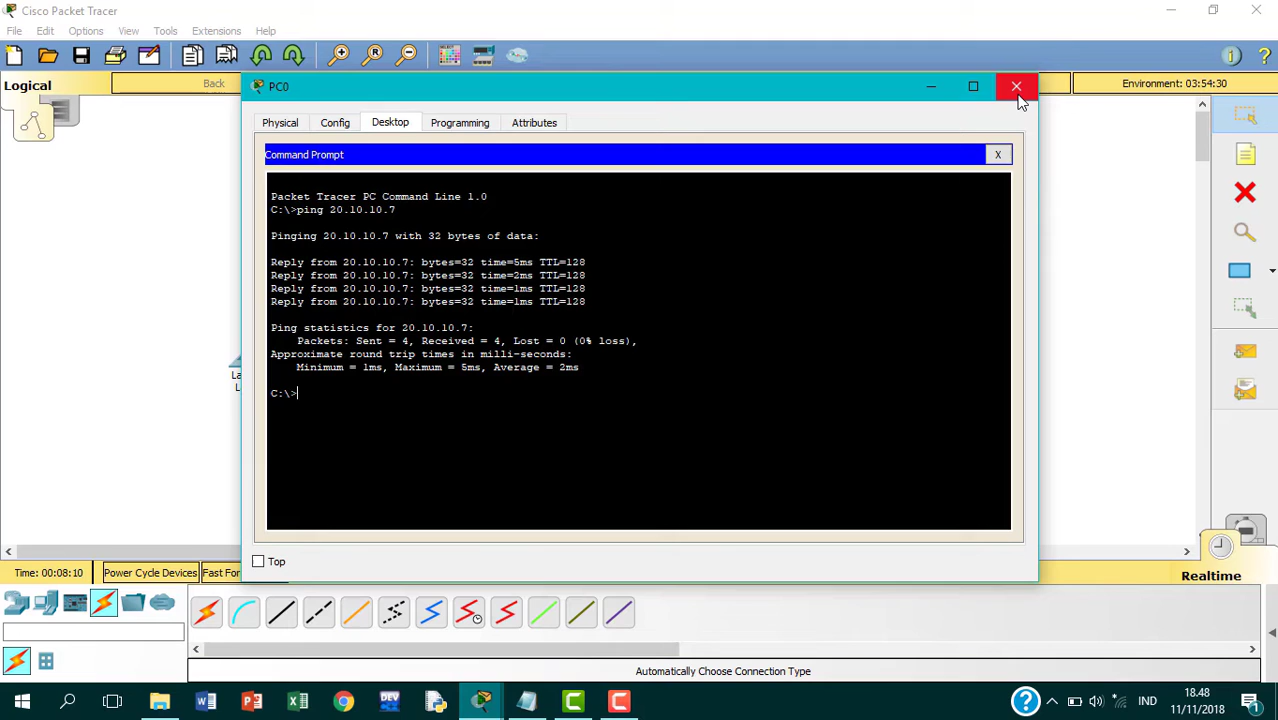 Cisco Packet Tracer
File Edit Options View Tools Extensions Help
Logical
Back
Environment: 03:54:30
PC0
Physical Config Desktop Programming Attributes
Command Prompt
X
Packet Tracer PC Command Line 1.0
C:\>ping 20.10.10.7
Pinging 20.10.10.7 with 32 bytes of data:
Reply from 20.10.10.7: bytes=32 time=5ms TTL=128
Reply from 20.10.10.7: bytes=32 time=2ms TTL=128
Reply from 20.10.10.7: bytes=32 time=1ms TTL=128
Reply from 20.10.10.7: bytes=32 time=1ms TTL=128
Ping statistics for 20.10.10.7:
Packets: Sent = 4, Received = 4, Lost = 0 (0% loss),
Approximate round trip times in milli-seconds:
Minimum = 1ms, Maximum = 5ms, Average = 2ms
C:\>
La
L
Top
Time: 00:08:10 Power Cycle Devices Fast For
Realtime
Automatically Choose Connection Type
DEV
IND
18.48
11/11/2018